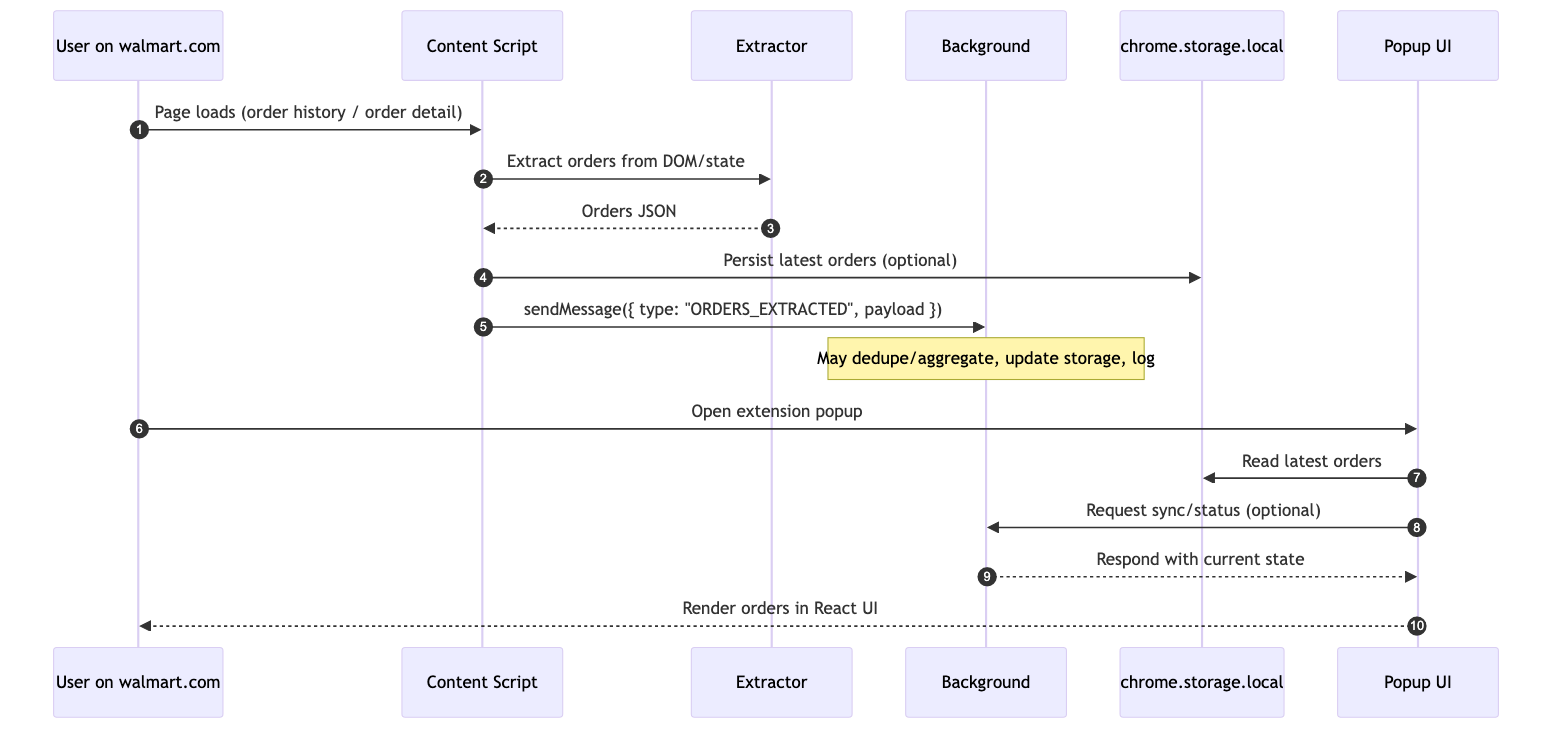 User on walmart.com
Content Script
Extractor
Background
chrome.storage.local
Popup UI
Page loads (order history / order detail)
1
Extract orders from DOM/state
2
Orders JSON
3
Persist latest orders (optional)
4
sendMessage({ type: "ORDERS_EXTRACTED", payload })
5
May dedupe/aggregate, update storage, log
Open extension popup
6
Read latest orders
7
Request sync/status (optional)
8
Respond with current state
9
Render orders in React UI
10
User on walmart.com
Content Script
Extractor
Background
chrome.storage.local
Popup UI